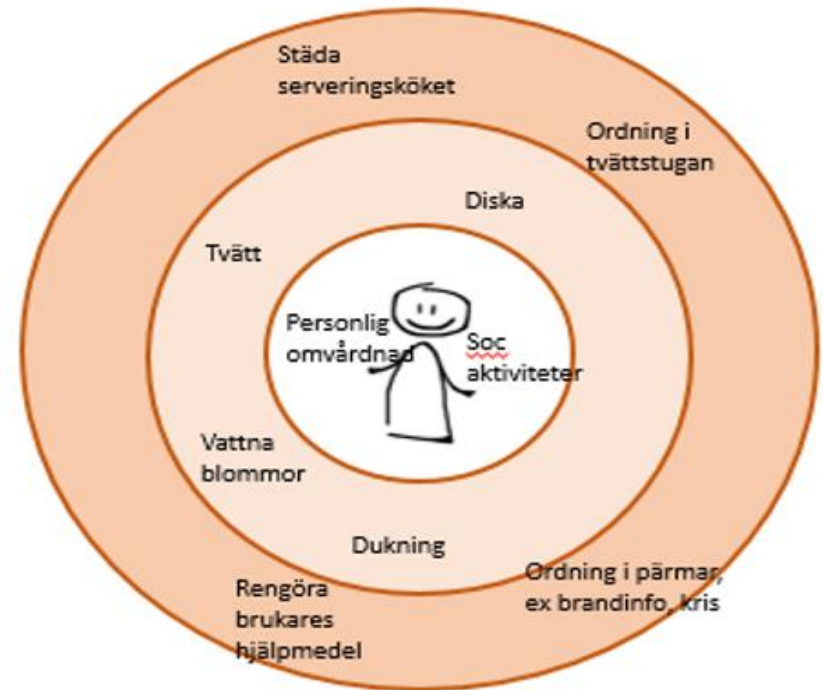 Städa
serveringsköket
Ordning i
tvättstugan
Diska
Tvätt
Personlig
omvårdnad
Soc
aktiviteter
Vattna
blommor
Dukning
Ordning i pärmar,
ex brandinfo, kris
Rengöra
brukares
hjälpmedel